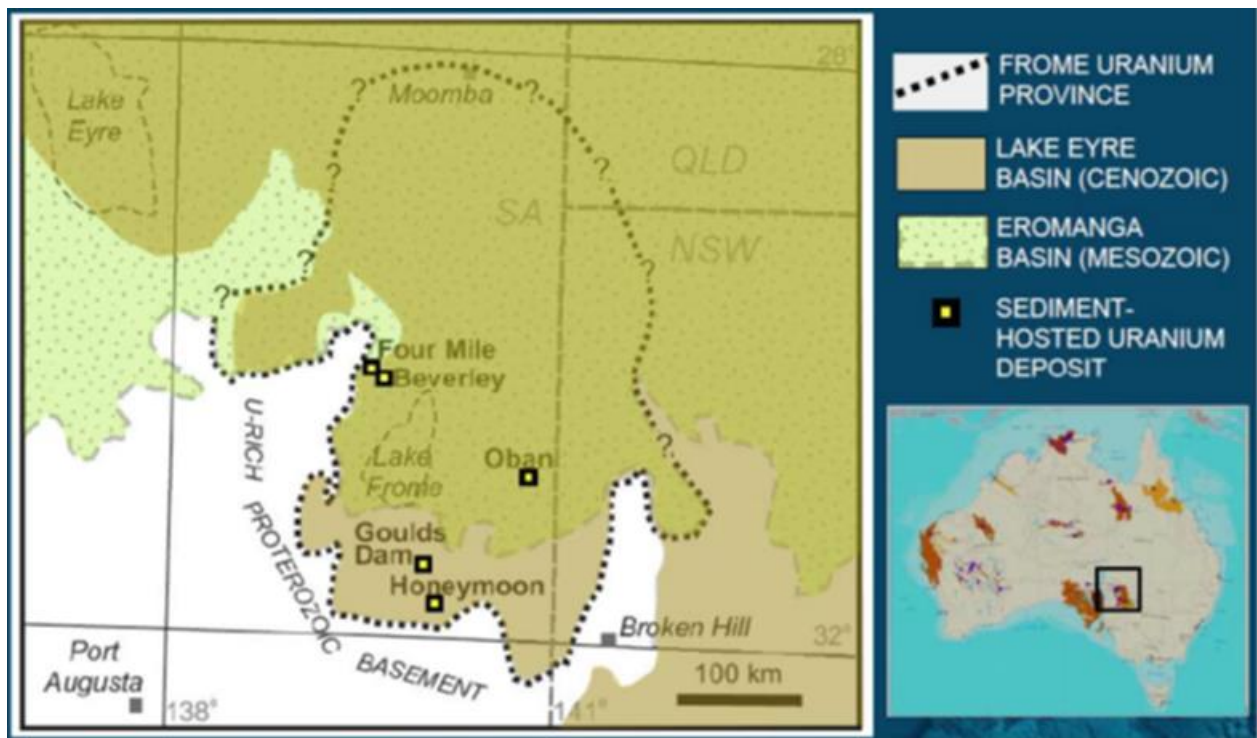 28°
Lake
Eyre
?
Moomba
?
?
?
QLD
SA
NSW
?
?
?
Four Mile
Beverley
U-RICH PROTEROZOIC BASEMENT
?
Lake
Frome
Oban
Goulds
Dam
Honeymoon
Broken Hill
32°
Port
Augusta
100 km
138°
141°
FROME URANIUM
PROVINCE
LAKE EYRE
BASIN (CENOZOIC)
EROMANGA
BASIN (MESOZOIC)
SEDIMENT-
HOSTED URANIUM
DEPOSIT